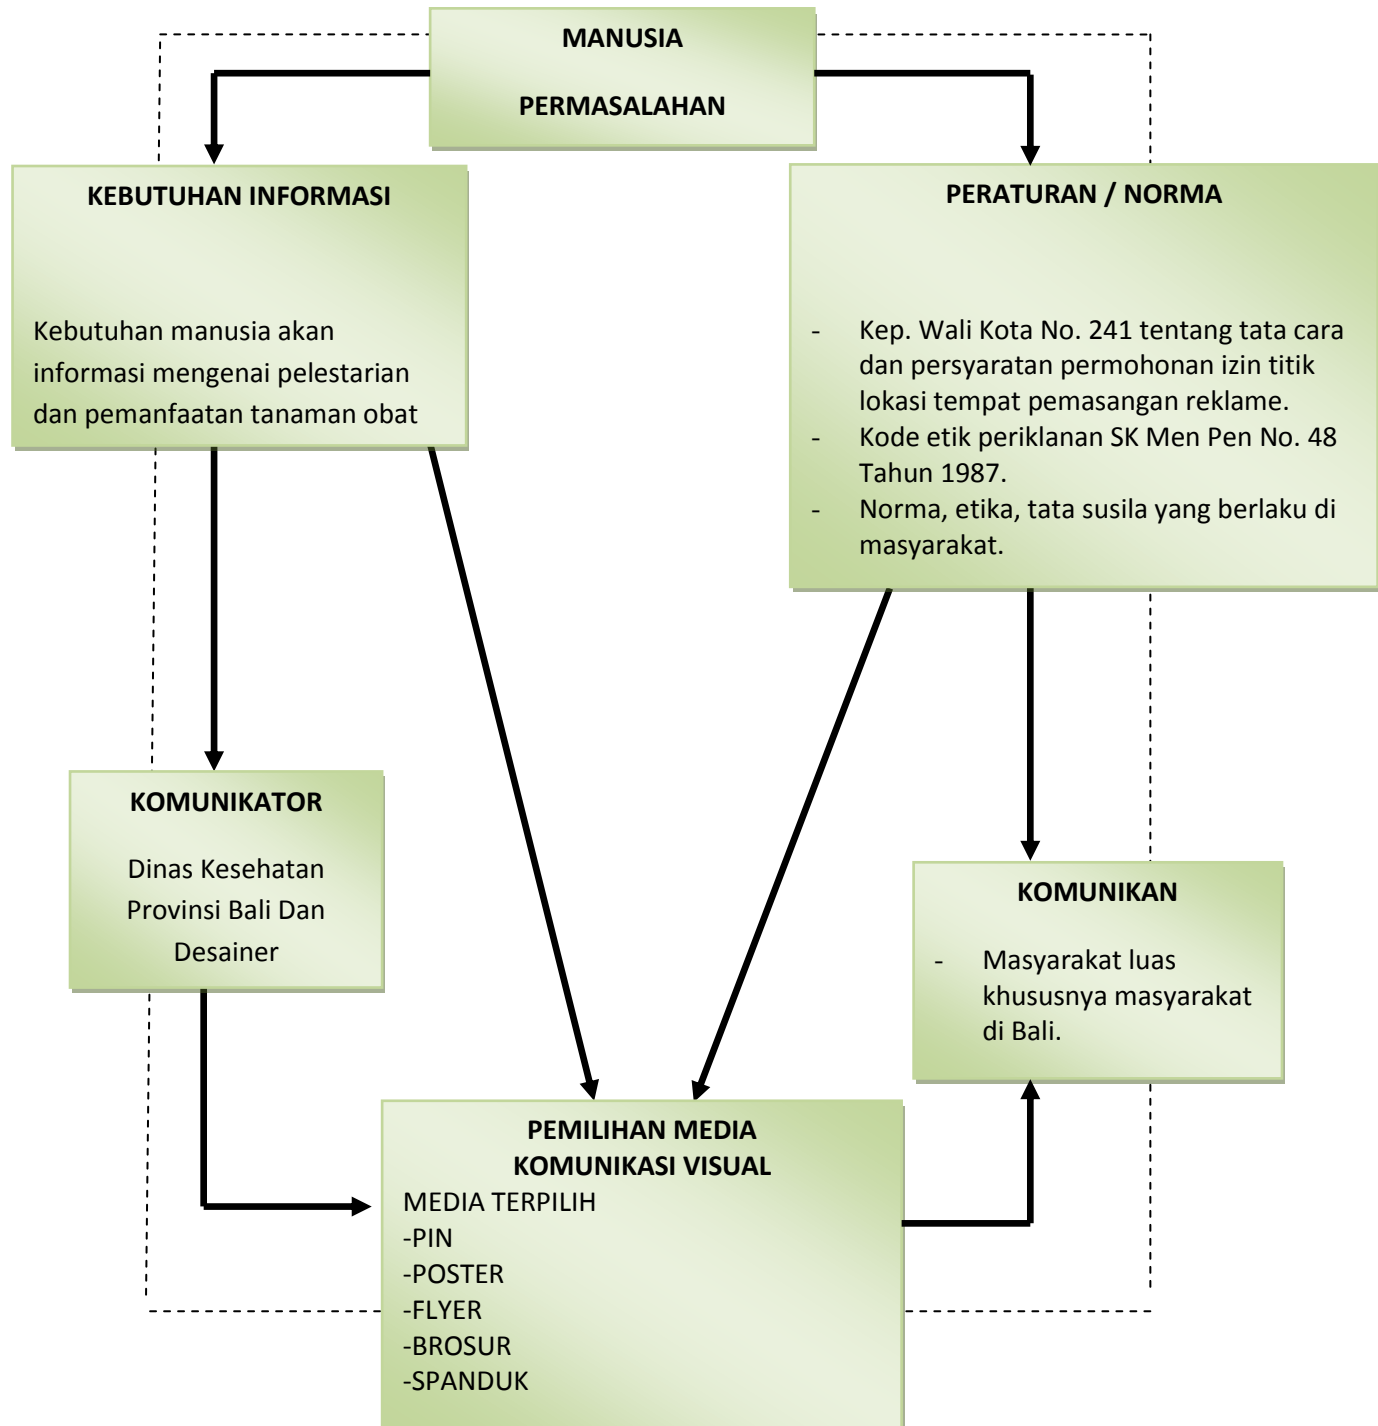 MANUSIA
PERMASALAHAN
KEBUTUHAN INFORMASI
Kebutuhan manusia akan
informasi mengenai pelestarian
dan pemanfaatan tanaman obat
PERATURAN / NORMA
- Kep. Wali Kota No. 241 tentang tata cara
dan persyaratan permohonan izin titik
lokasi tempat pemasangan reklame.
- Kode etik periklanan SK Men Pen No. 48
Tahun 1987.
- Norma, etika, tata susila yang berlaku di
masyarakat.
KOMUNIKATOR
Dinas Kesehatan
Provinsi Bali Dan
Desainer
KOMUNIKAN
- Masyarakat luas
khususnya masyarakat
di Bali.
PEMILIHAN MEDIA
KOMUNIKASI VISUAL
MEDIA TERPILIH
-PIN
-POSTER
-FLYER
-BROSUR
-SPANDUK